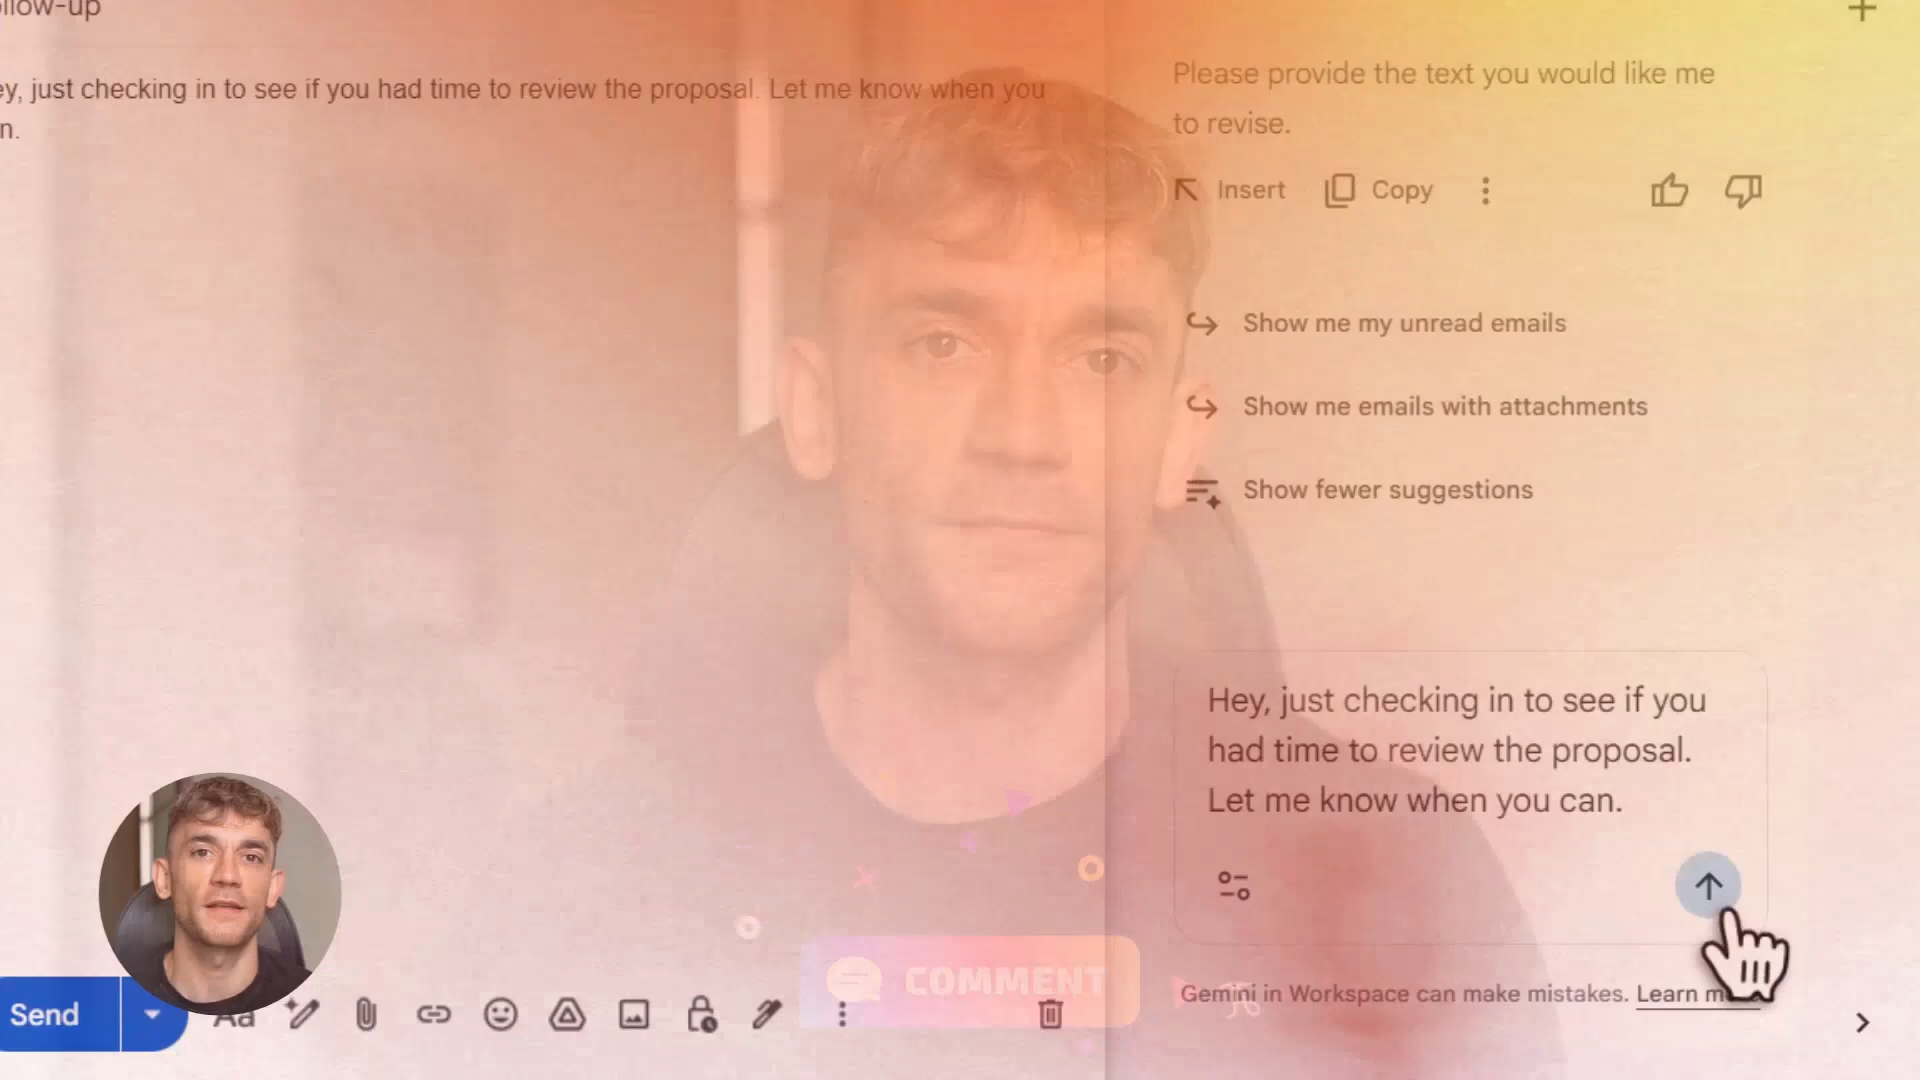 ollow-up
ey, just checking in to see if you had time to review the proposal. Let me know when you
n.
Please provide the text you would like me
to revise.
Insert Copy
Show me my unread emails
Show me emails with attachments
Show fewer suggestions
Hey, just checking in to see if you
had time to review the proposal.
Let me know when you can.
COMMENT
Gemini in Workspace can make mistakes. Learn m
Send
Aa